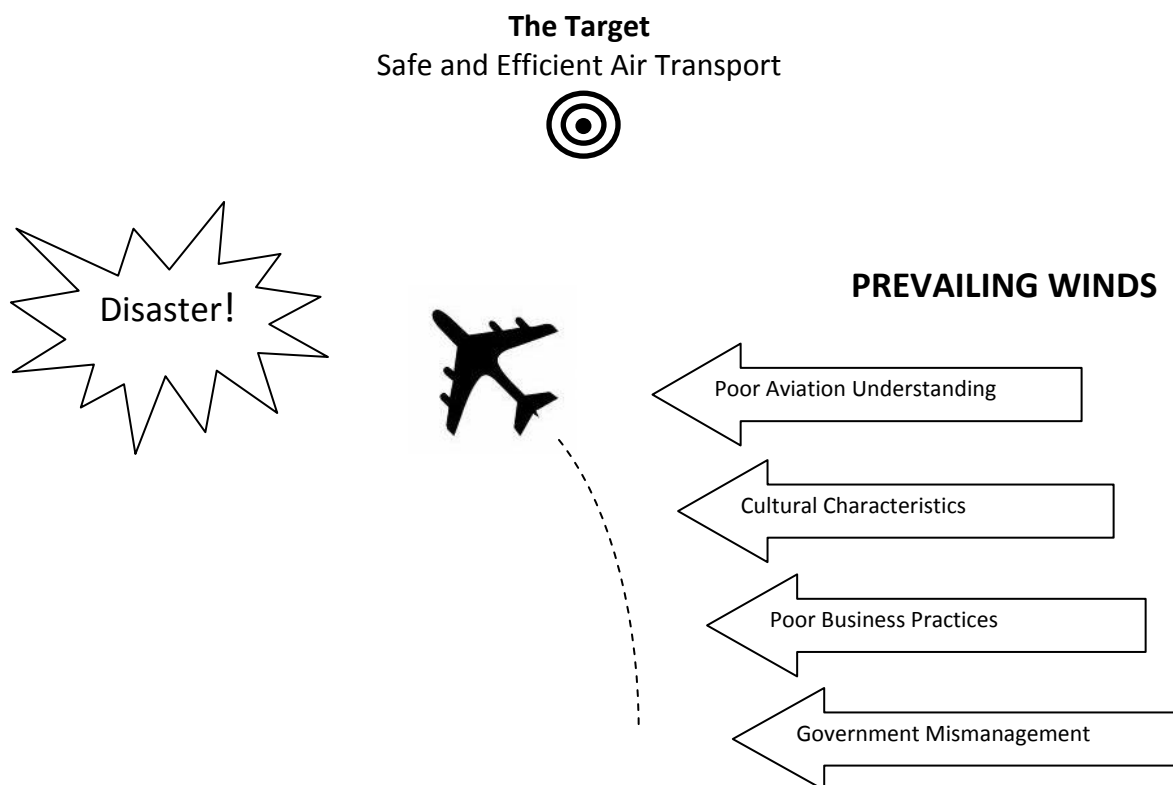 The Target
Safe and Efficient Air Transport
Disaster!
PREVAILING WINDS
Poor Aviation Understanding
Cultural Characteristics
Poor Business Practices
Government Mismanagement